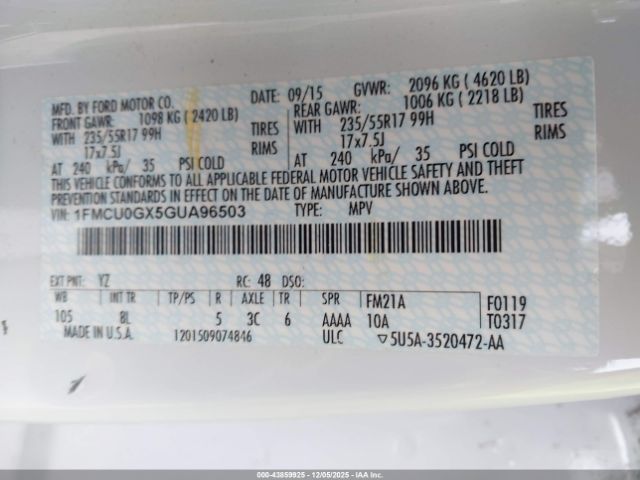 MFD. BY FORD MOTOR CO. DATE: 09/15 GVWR: 2096 KG ( 4620 LB)
FRONT GAWR: 1098 KG ( 2420 LB) REAR GAWR: 1006 KG ( 2218 LB)
WITH 235/55R17 99H TIRES WITH 235/55R17 99H TIRES
17x7.5J RIMS 17x7.5J RIMS
AT 240 kPa/ 35 PSI COLD AT 240 kPa/ 35 PSI COLD
THIS VEHICLE CONFORMS TO ALL APPLICABLE FEDERAL MOTOR VEHICLE SAFETY AND THEFT
PREVENTION STANDARDS IN EFFECT ON THE DATE OF MANUFACTURE SHOWN ABOVE.
VIN: 1FMCU0GX5GUA96503 TYPE: MPV
EXT PNT: YZ RC: 48 DSO:
WB INT TR TP/PS R AXLE TR SPR FM21A F0119
105 8L 5 3C 6 AAAA 10A T0317
MADE IN U.S.A. 1201509074846 ULC ▽5U5A-3520472-AA
000-43859925 - 12/05/2025 - IAA Inc.